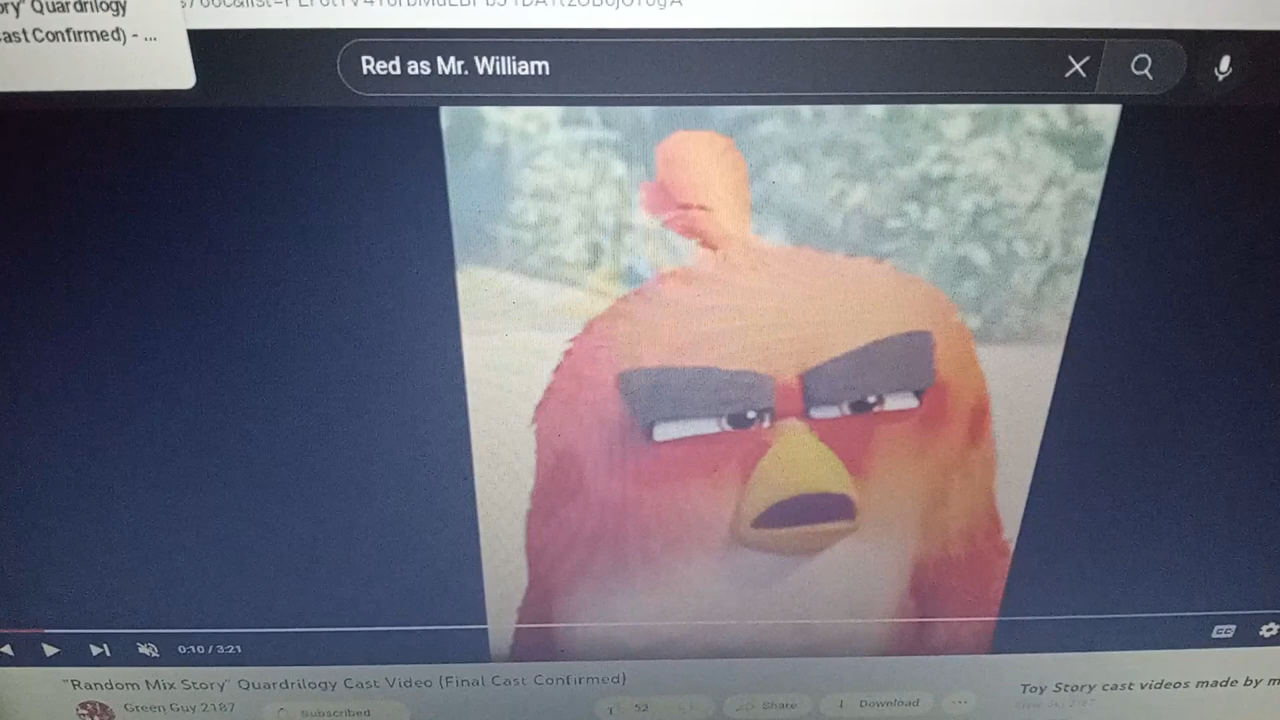 ory" Quardrilogy
ast Confirmed) - ...
Red as Mr. William
0:10 / 3:21
CC
"Random Mix Story" Quardrilogy Cast Video (Final Cast Confirmed)
Toy Story cast videos made by m
Green Guy 2187
Subscribed
52
Share
Download
...